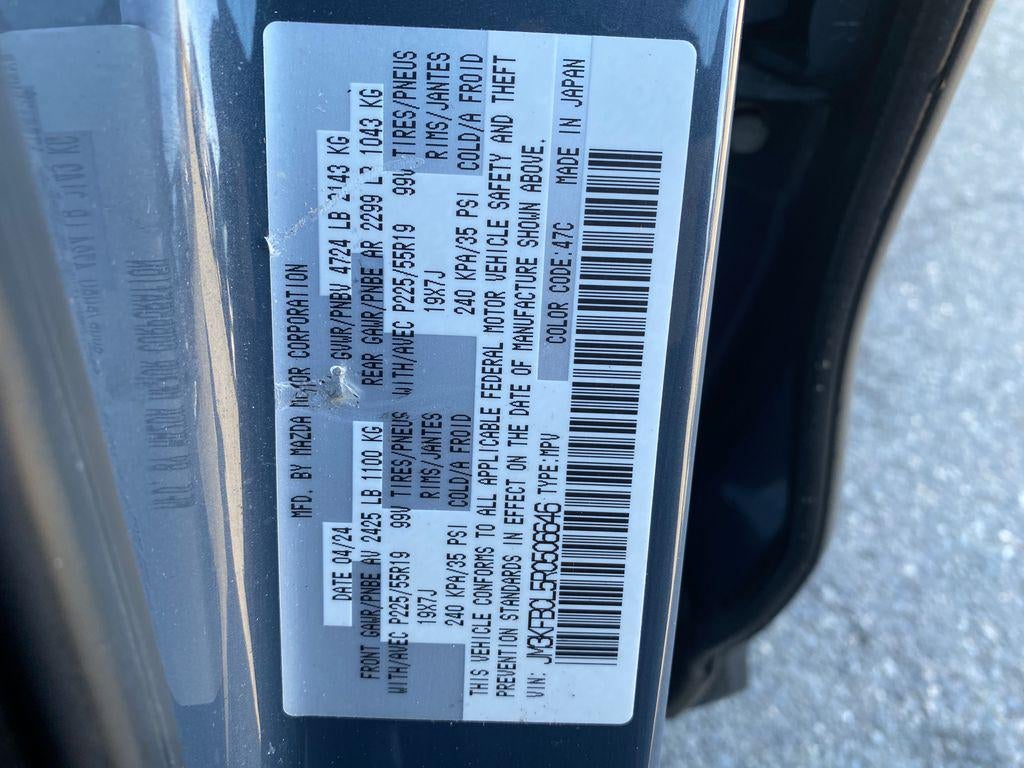 MFD. BY MAZDA MOTOR CORPORATION
DATE 04/24 GVWR/PNBV 4724 LB 2143 KG
FRONT GAWR/PNBE AV 2425 LB 1100 KG REAR GAWR/PNBE AR 2299 LB 1043 KG
WITH/AVEC P225/55R19 99V TIRES/PNEUS WITH/AVEC P225/55R19 99V TIRES/PNEUS
19X7J RIMS/JANTES 19X7J RIMS/JANTES
240 KPA/35 PSI COLD/A FROID 240 KPA/35 PSI COLD/A FROID
THIS VEHICLE CONFORMS TO ALL APPLICABLE FEDERAL MOTOR VEHICLE SAFETY AND THEFT
PREVENTION STANDARDS IN EFFECT ON THE DATE OF MANUFACTURE SHOWN ABOVE.
VIN: JM3KFBCL5R0506646 TYPE:MPV COLOR CODE:47C MADE IN JAPAN